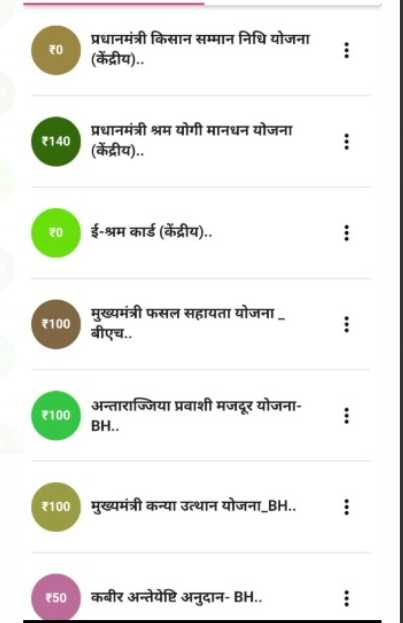 ₹0
प्रधानमंत्री किसान सम्मान निधि योजना
(केंद्रीय)..
₹140
प्रधानमंत्री श्रम योगी मानधन योजना
(केंद्रीय)..
₹0
ई-श्रम कार्ड (केंद्रीय)..
₹100
मुख्यमंत्री फसल सहायता योजना _
बीएच..
₹100
अन्ताराज्जिया प्रवाशी मजदूर योजना-
BH..
₹100
मुख्यमंत्री कन्या उत्थान योजना_BH..
₹50
कबीर अन्तेयेष्टि अनुदान- BH..